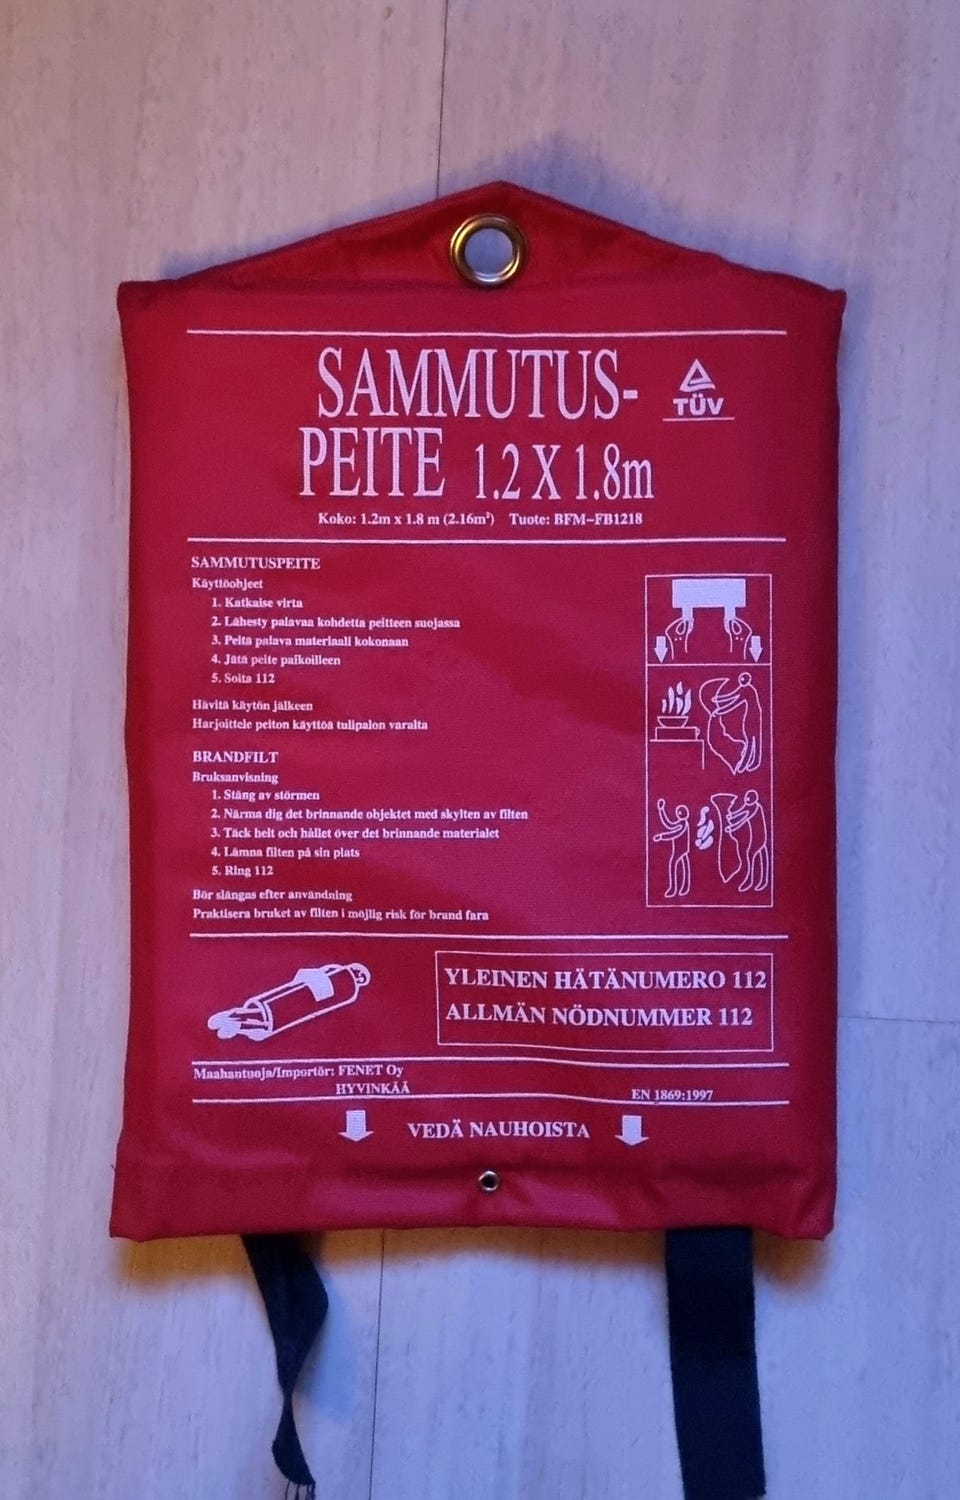 SAMMUTUS-
TÜV
PEITE 1.2 X 1.8m
Koko: 1.2m x 1.8 m (2.16m²) Tuote: BFM-FB1218
SAMMUTUSPEITE
Käyttöohjeet
1. Katkaise virta
2. Lähesty palavaa kohdetta peitteen suojassa
3. Peitä palava materiaali kokonaan
4. Jätä peite paikoilleen
5. Soita 112
Hävitä käytön jälkeen
Harjoittele peiton käyttöä tulipalon varalta
BRANDFILT
Bruksanvisning
1. Stäng av störmen
2. Närma dig det brinnande objektet med skylten av filten
3. Täck helt och hållet över det brinnande materialet
4. Lämna filten på sin plats
5. Ring 112
Bör slängas efter användning
Praktisera bruket av filten i möjlig risk för brand fara
YLEINEN HÄTÄNUMERO 112
ALLMÄN NÖDNUMMER 112
Maahantuoja/Importör: FENET Oy
HYVINKÄÄ
EN 1869:1997
VEDÄ NAUHOISTA